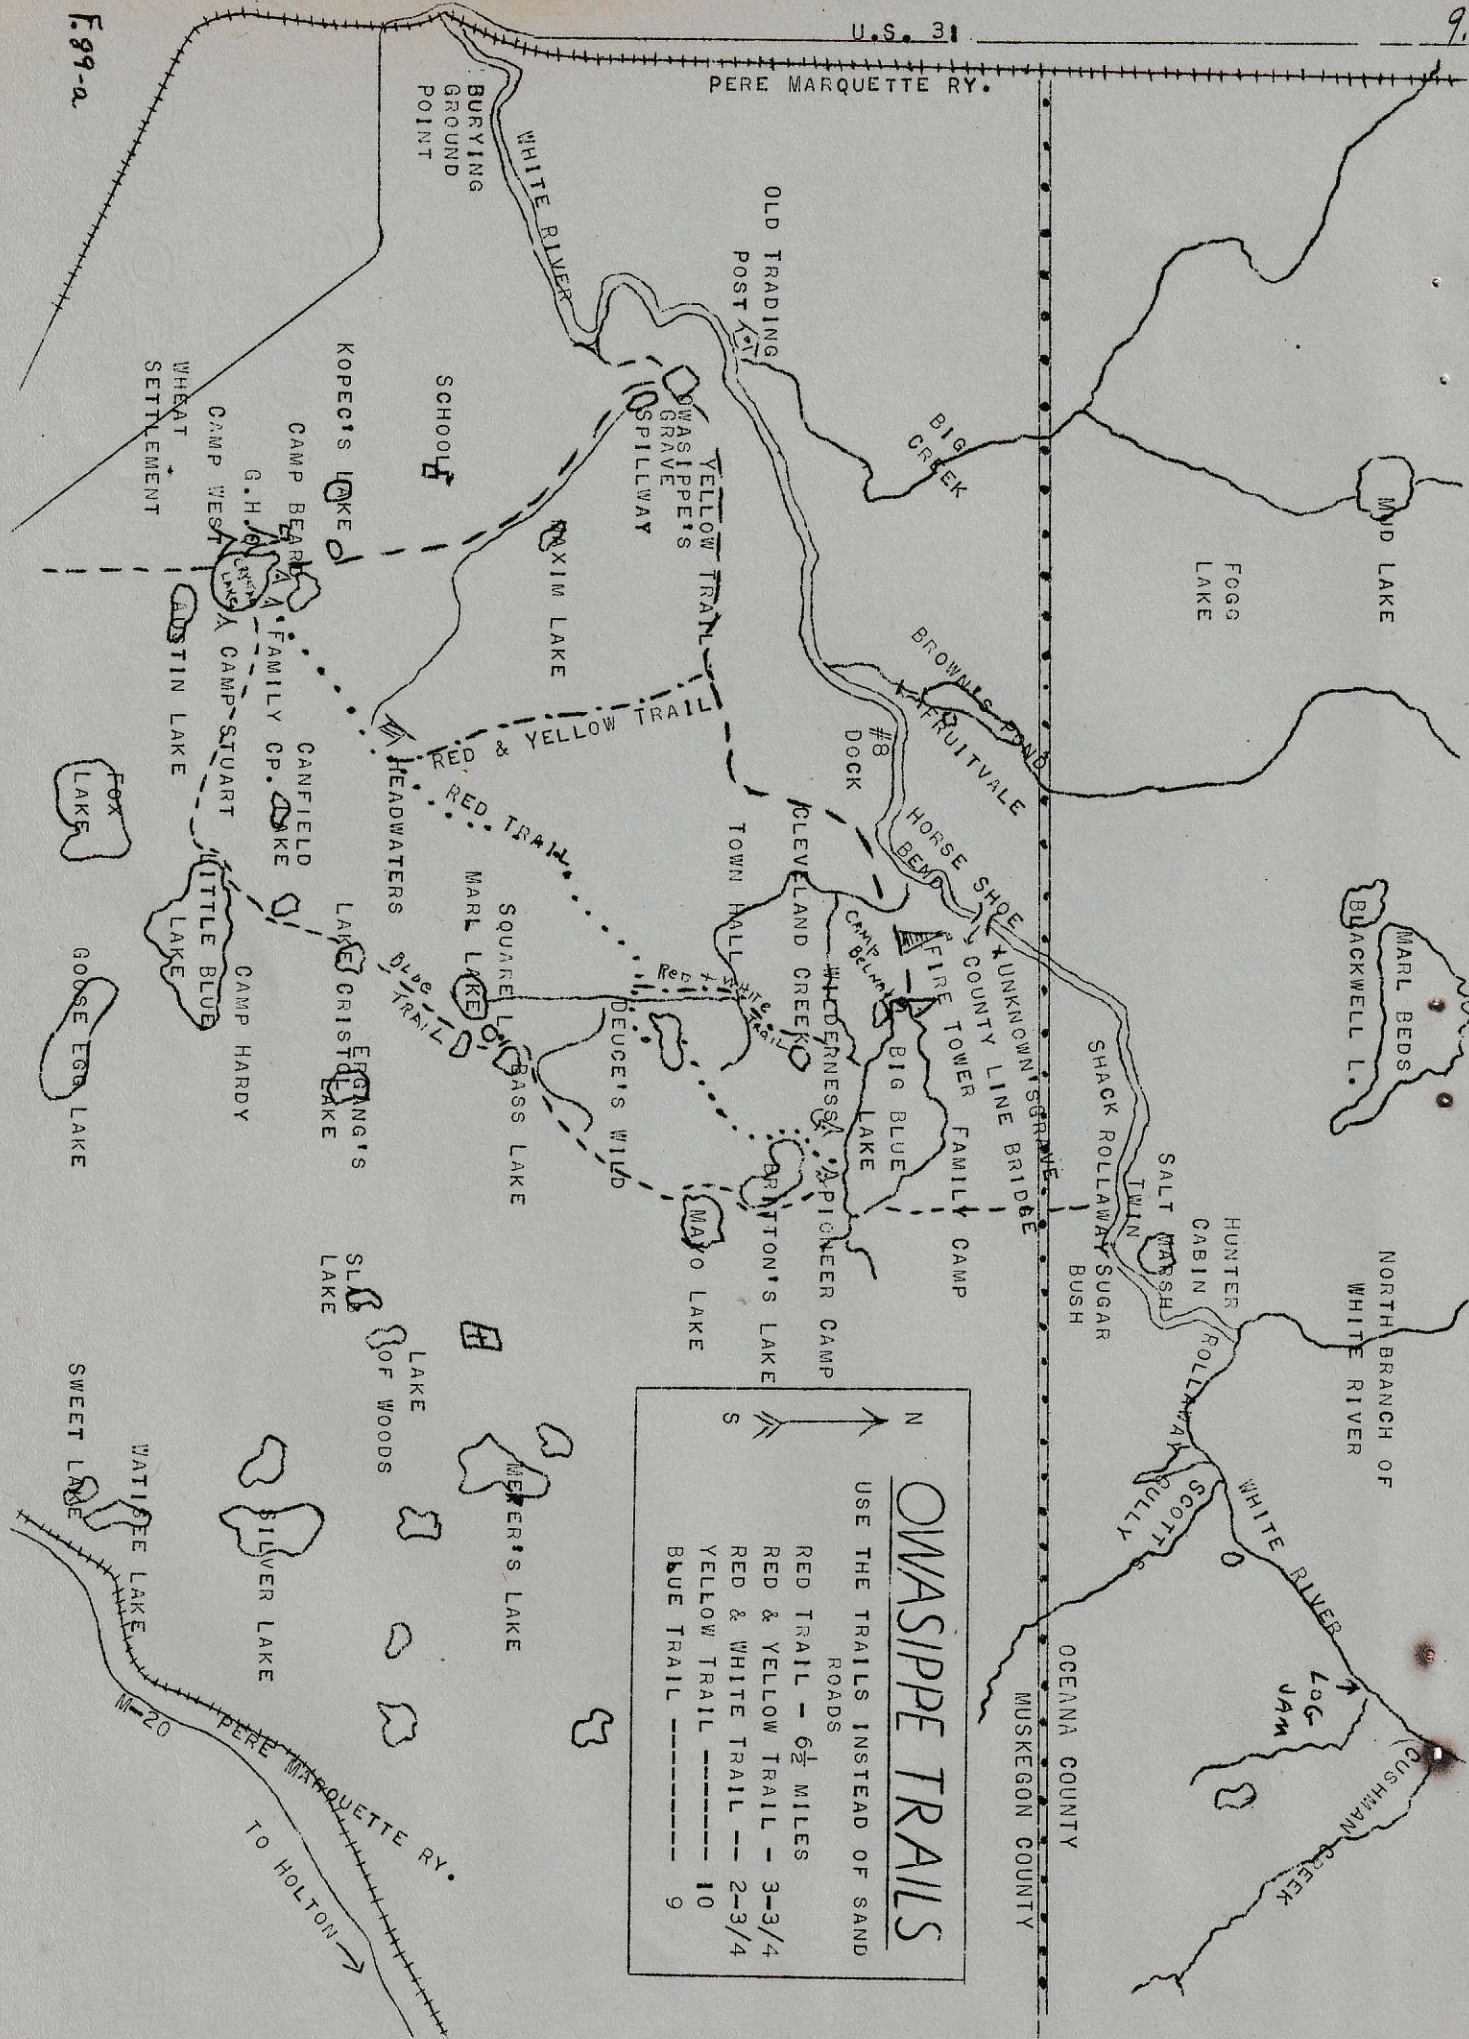 9.
U.S. 31
PERE MARQUETTE RY.
MUD LAKE
FOGG
LAKE
MARL BEDS
BLACKWELL L.
NORTH BRANCH OF
WHITE RIVER
HUNTER
CABIN
ROLLAWAY
SALT MARSH
TWIN
SHACK ROLLAWAY
SUGAR
BUSH
SCOTT'S
GULLY
WHITE RIVER
LOG
JAM
CUSHMAN CREEK
OCEANA COUNTY
MUSKEGON COUNTY
BIG
CREEK
OLD TRADING
POST
BROWN'S POND
FRUITVALE
#8
DOCK
HORSE SHOE
BEND
UNKNOWN'S GRAVE
COUNTY LINE BRIDGE
FIRE TOWER
FAMILY CAMP
CAMP
BELNAP
BIG BLUE
LAKE
WILDERNESS
PIONEER CAMP
CLEVELAND CREEK
BRITTON'S LAKE
TOWN HALL
RED & WHITE
TRAIL
MAYO LAKE
WHITE RIVER
BURYING
GROUND
POINT
OWASIPPE'S
GRAVE
SPILLWAY
YELLOW TRAIL
MAXIM LAKE
RED & YELLOW TRAIL
RED TRAIL
DEUCE'S WILD
SCHOOL
HEADWATERS
SQUARE L.
MARL LAKE
BASS LAKE
BLUE
TRAIL
KOPEC'S LAKE
LAKE CRISTOL
ERGANG'S
LAKE
CAMP BEARD
G.H.
CAMP WEST
CRYSTAL
LAKE
CANFIELD
LAKE
FAMILY CP.
CAMP STUART
AUSTIN LAKE
WHEAT
SETTLEMENT
LITTLE BLUE
LAKE
CAMP HARDY
FOX
LAKE
GOOSE EGG LAKE
SLAB
LAKE
LAKE
OF WOODS
MEYER'S LAKE
SILVER LAKE
WATISEE LAKE
SWEET LAKE
M-20
PERE MARQUETTE RY.
TO HOLTON
N
S
OWASIPPE TRAILS
USE THE TRAILS INSTEAD OF SAND
ROADS
RED TRAIL - 6½ MILES
RED & YELLOW TRAIL - 3-3/4
RED & WHITE TRAIL -- 2-3/4
YELLOW TRAIL ------ 10
BLUE TRAIL --------- 9
F.99-a